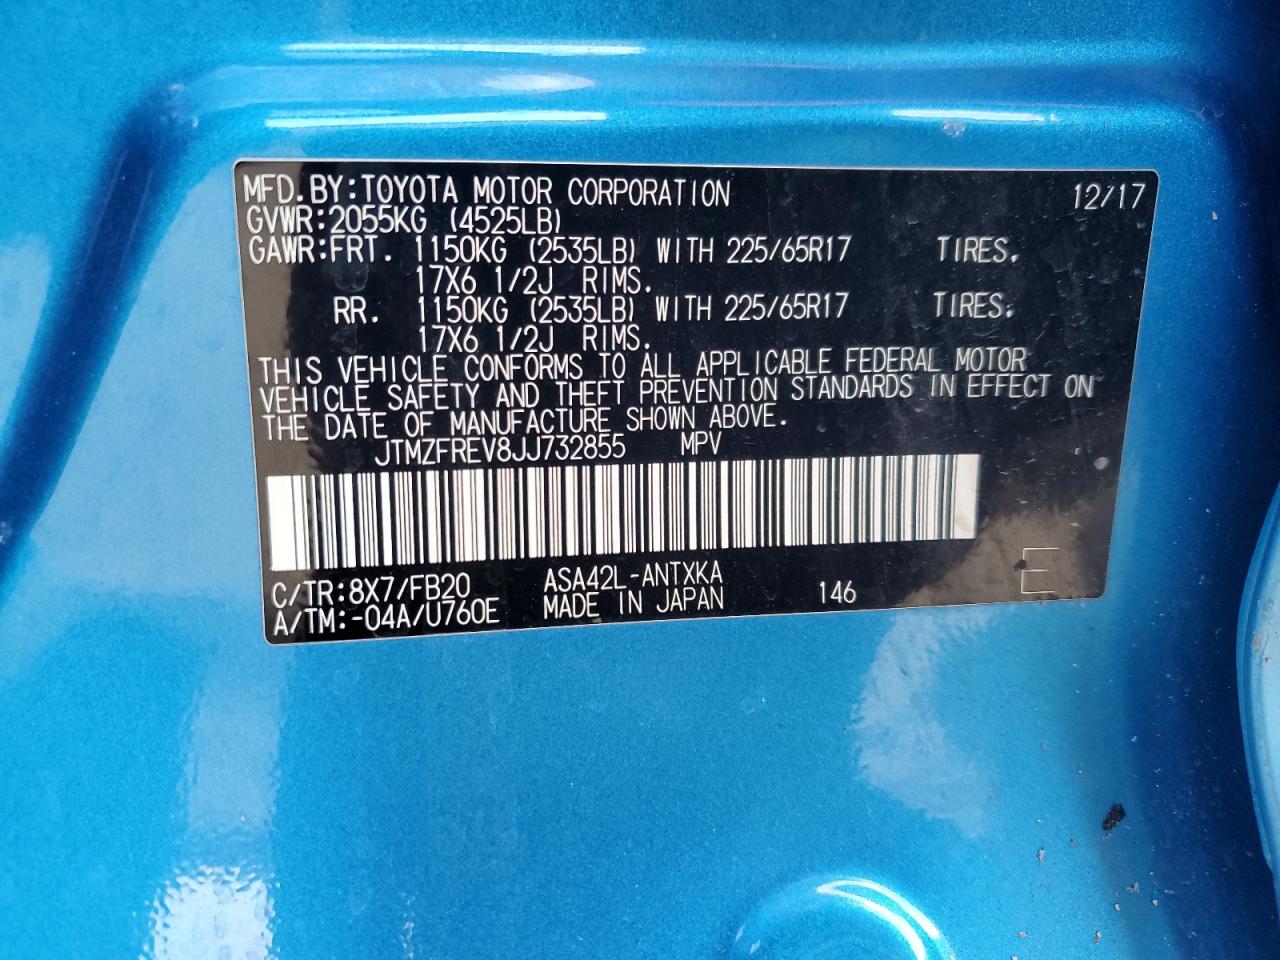 MFD.BY:TOYOTA MOTOR CORPORATION 12/17
GVWR:2055KG (4525LB)
GAWR:FRT. 1150KG (2535LB) WITH 225/65R17 TIRES.
17X6 1/2J RIMS.
RR. 1150KG (2535LB) WITH 225/65R17 TIRES.
17X6 1/2J RIMS.
THIS VEHICLE CONFORMS TO ALL APPLICABLE FEDERAL MOTOR
VEHICLE SAFETY AND THEFT PREVENTION STANDARDS IN EFFECT ON
THE DATE OF MANUFACTURE SHOWN ABOVE.
JTMZFREV8JJ732855 MPV
C/TR:8X7/FB20 ASA42L-ANTXKA 146 E
A/TM:-04A/U760E MADE IN JAPAN